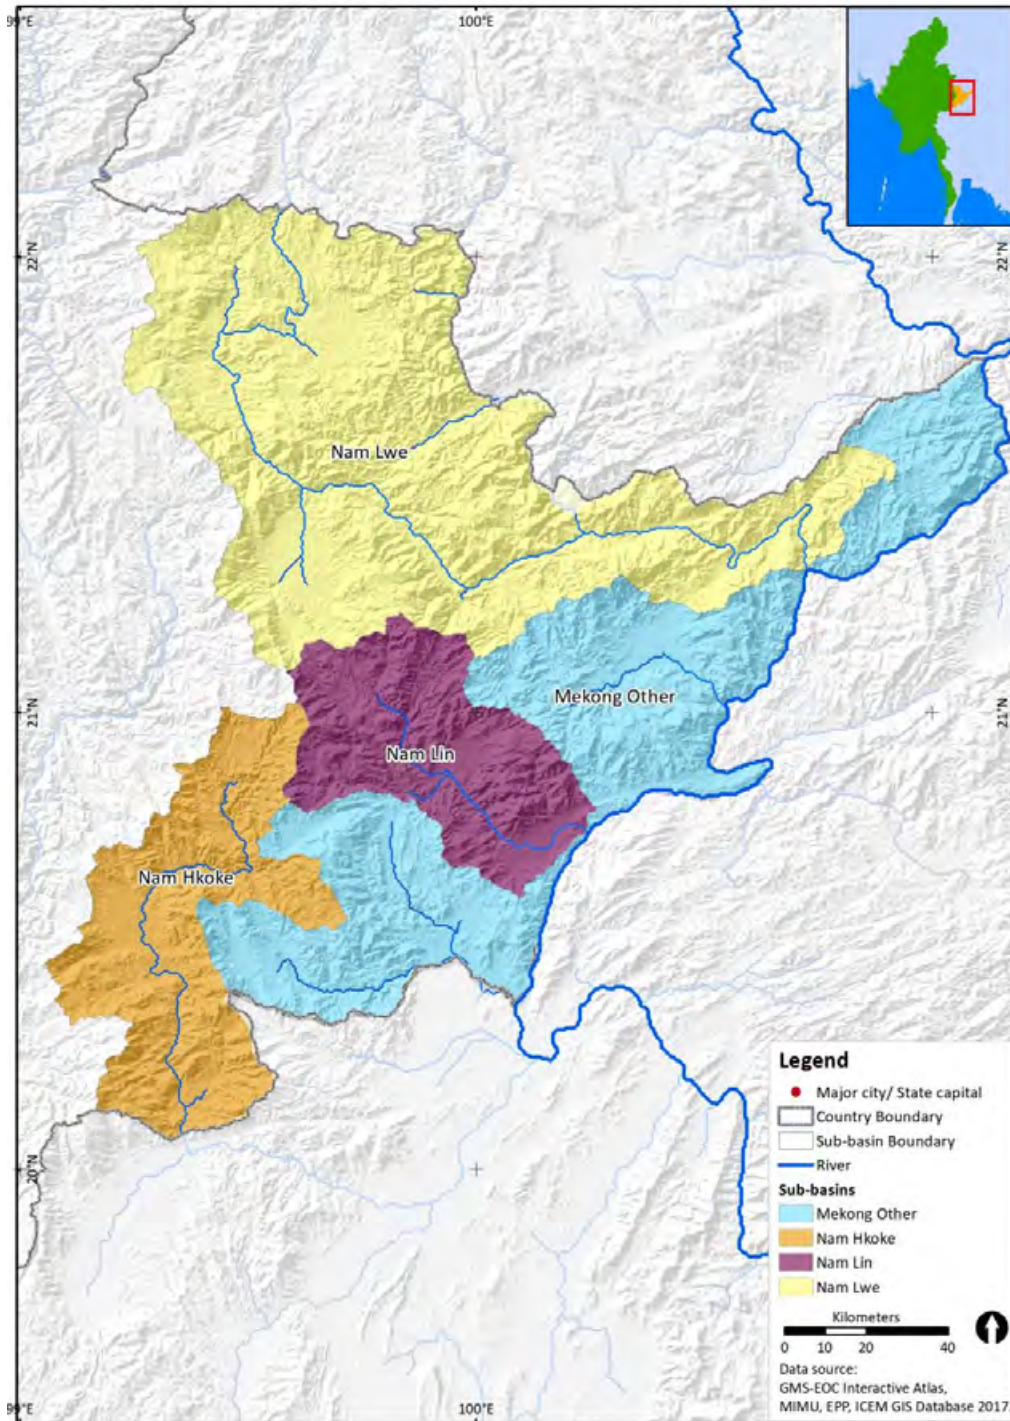 99°E
100°E
22°N
22°N
Nam Lwe
Mekong Other
21°N
21°N
Nam Lin
Nam Hkoke
Legend
Major city/ State capital
Country Boundary
Sub-basin Boundary
River
Sub-basins
Mekong Other
Nam Hkoke
Nam Lin
Nam Lwe
Kilometers
0 10 20 40
Data source:
GMS-EOC Interactive Atlas,
MIMU, EPP, ICEM GIS Database 2017.
20°N
99°E
100°E